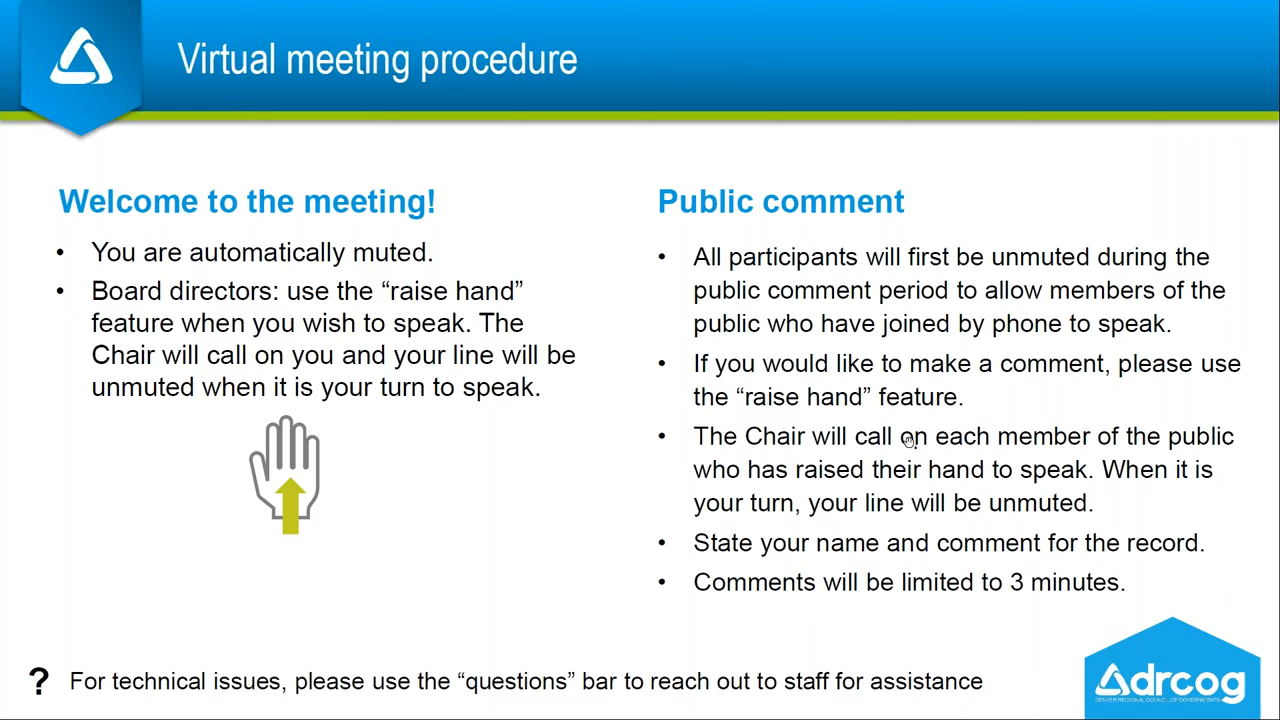 Virtual meeting procedure
Welcome to the meeting!
• You are automatically muted.
• Board directors: use the “raise hand”
feature when you wish to speak. The
Chair will call on you and your line will be
unmuted when it is your turn to speak.
Public comment
• All participants will first be unmuted during the
public comment period to allow members of the
public who have joined by phone to speak.
• If you would like to make a comment, please use
the “raise hand” feature.
• The Chair will call on each member of the public
who has raised their hand to speak. When it is
your turn, your line will be unmuted.
• State your name and comment for the record.
• Comments will be limited to 3 minutes.
? For technical issues, please use the “questions” bar to reach out to staff for assistance
drcog
DENVER REGIONAL COUNCIL OF GOVERNMENTS